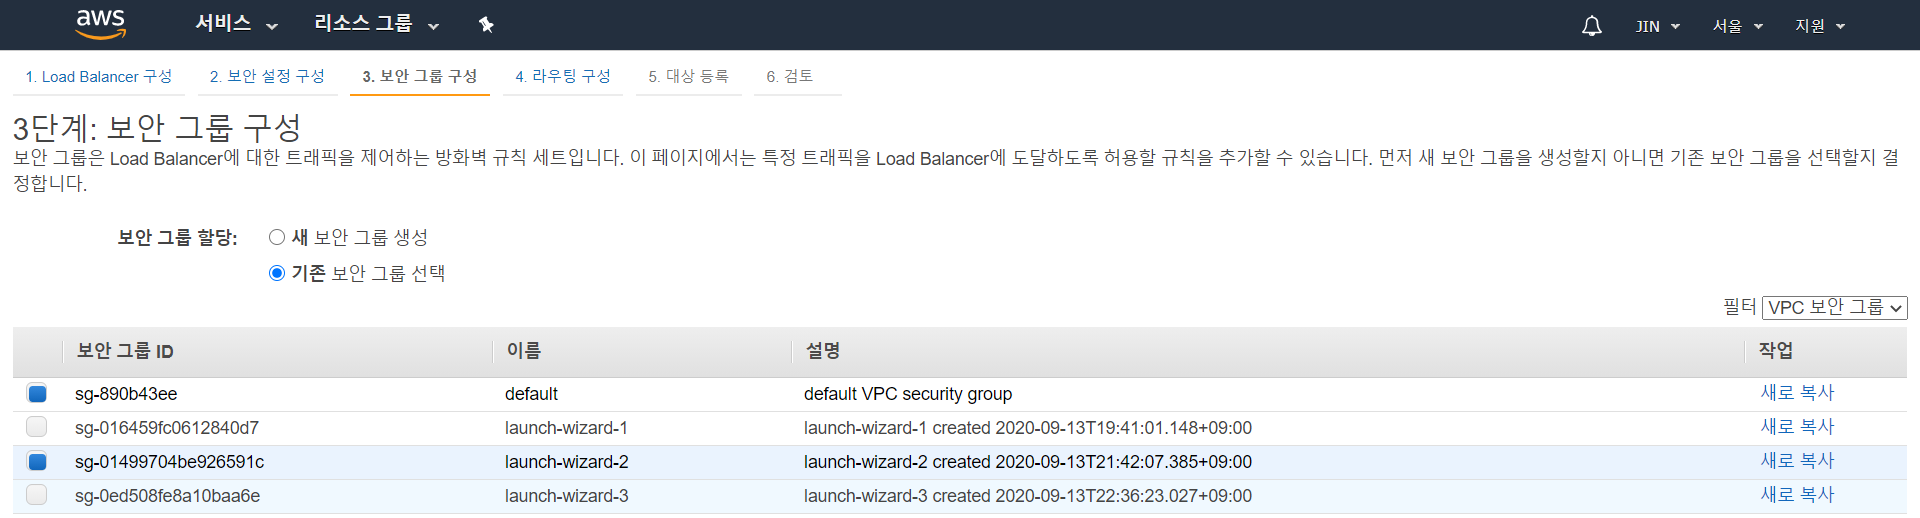 aws 서비스 리소스 그룹 JIN 서울 지원
1. Load Balancer 구성 2. 보안 설정 구성 3. 보안 그룹 구성 4. 라우팅 구성 5. 대상 등록 6. 검토
3단계: 보안 그룹 구성
보안 그룹은 Load Balancer에 대한 트래픽을 제어하는 방화벽 규칙 세트입니다. 이 페이지에서는 특정 트래픽을 Load Balancer에 도달하도록 허용할 규칙을 추가할 수 있습니다. 먼저 새 보안 그룹을 생성할지 아니면 기존 보안 그룹을 선택할지 결
정합니다.
보안 그룹 할당: 새 보안 그룹 생성
기존 보안 그룹 선택
필터 VPC 보안 그룹
보안 그룹 ID 이름 설명 작업
sg-890b43ee default default VPC security group 새로 복사
sg-016459fc0612840d7 launch-wizard-1 launch-wizard-1 created 2020-09-13T19:41:01.148+09:00 새로 복사
sg-01499704be926591c launch-wizard-2 launch-wizard-2 created 2020-09-13T21:42:07.385+09:00 새로 복사
sg-0ed508fe8a10baa6e launch-wizard-3 launch-wizard-3 created 2020-09-13T22:36:23.027+09:00 새로 복사